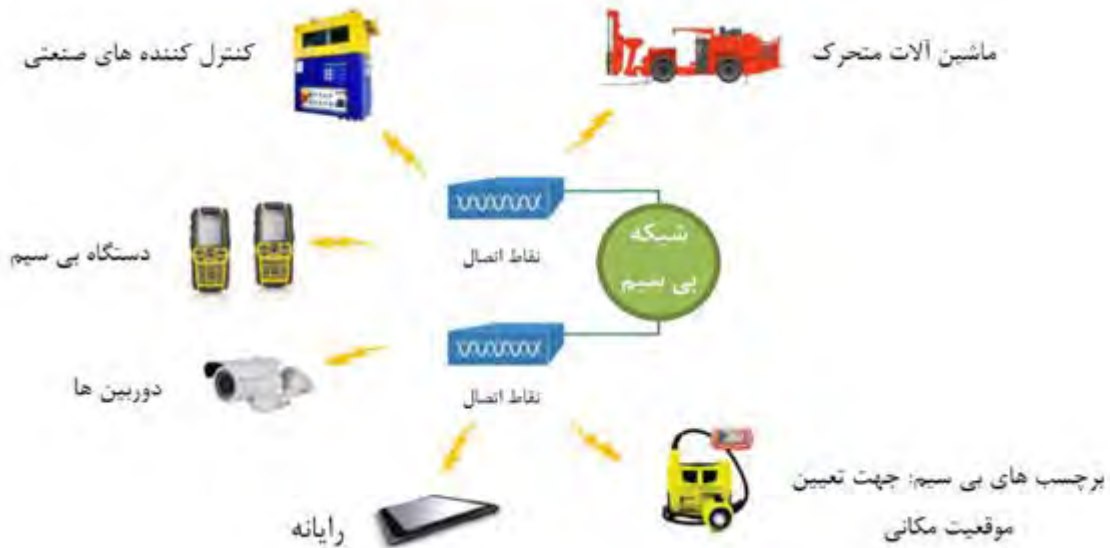 ماشین آلات متحرک
کنترل کننده های صنعتی
شبکه
بی سیم
نقاط اتصال
دستگاه بی سیم
نقاط اتصال
دوربین ها
برچسب های بی سیم: جهت تعیین
موقعیت مکانی
رایانه